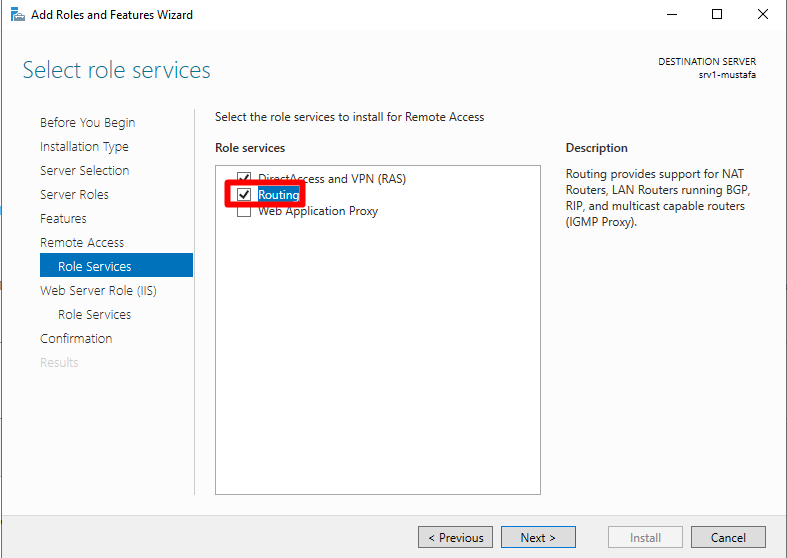 Add Roles and Features Wizard
Select role services
DESTINATION SERVER
srv1-mustafa
Before You Begin
Installation Type
Server Selection
Server Roles
Features
Remote Access
Role Services
Web Server Role (IIS)
Role Services
Confirmation
Results
Select the role services to install for Remote Access
Role services
DirectAccess and VPN (RAS)
Routing
Web Application Proxy
Description
Routing provides support for NAT
Routers, LAN Routers running BGP,
RIP, and multicast capable routers
(IGMP Proxy).
< Previous
Next >
Install
Cancel